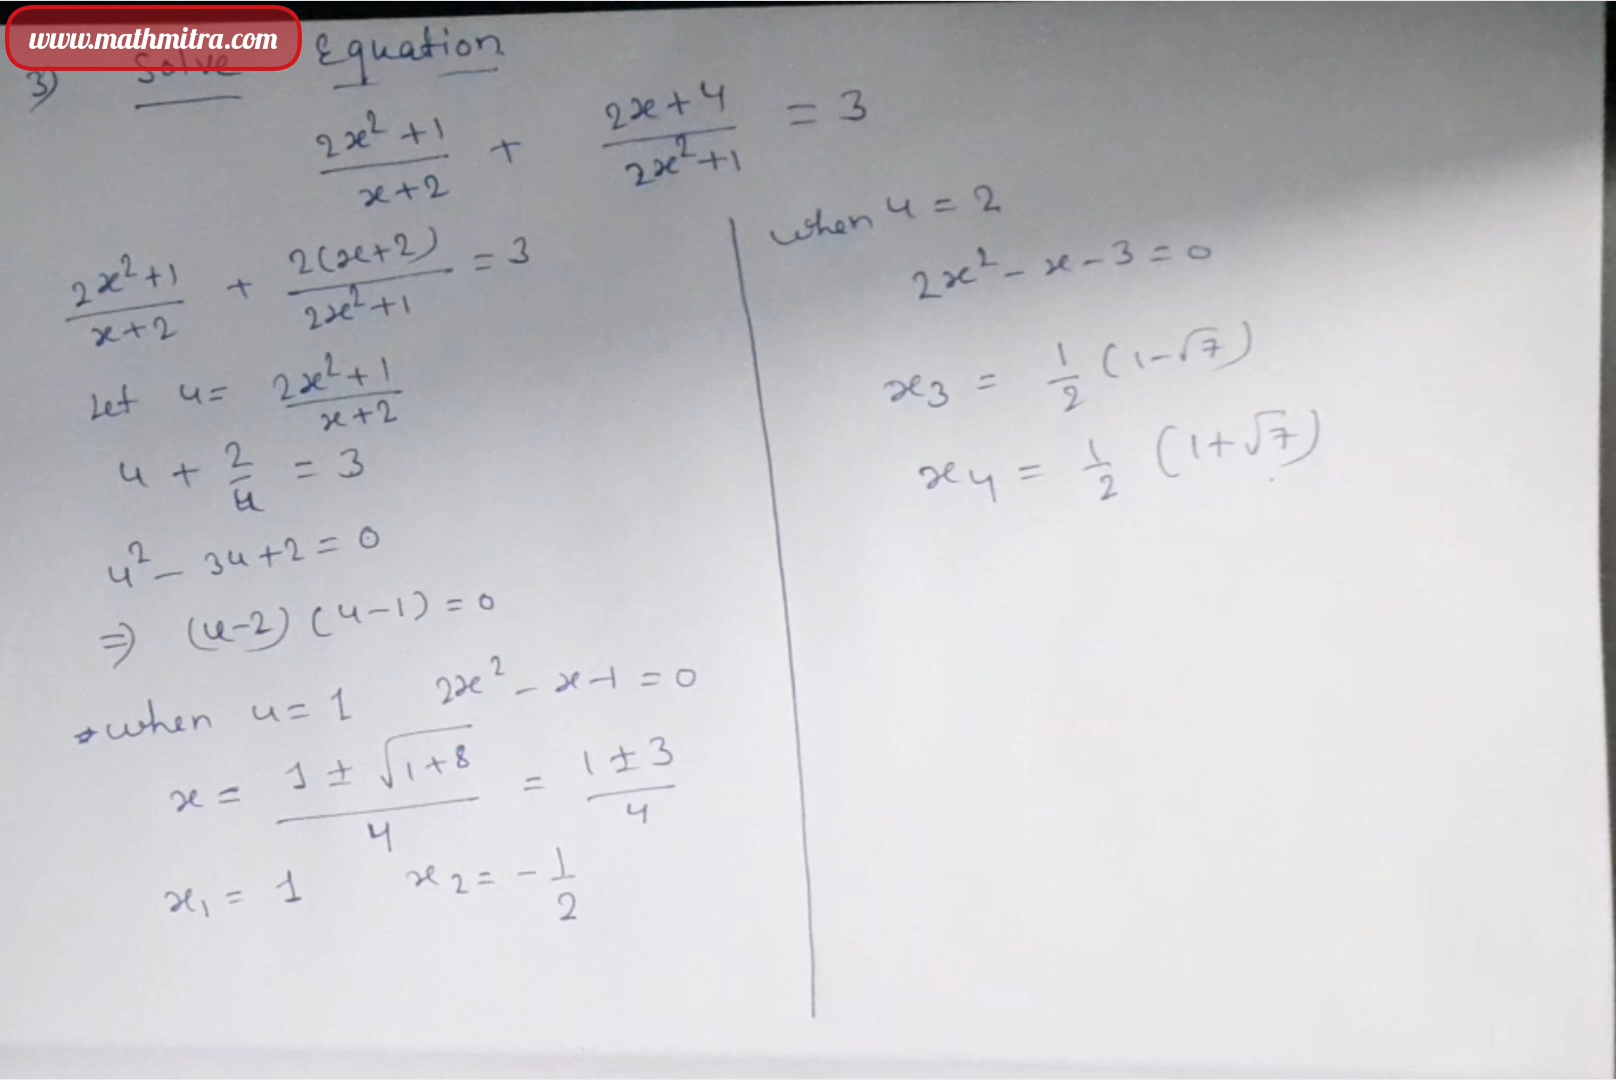 www.mathmitra.com
3) Solve Equation
2x² + 1 / x + 2 + 2x + 4 / 2x² + 1 = 3
2x² + 1 / x + 2 + 2(x + 2) / 2x² + 1 = 3
Let u = 2x² + 1 / x + 2
u + 2/u = 3
u² - 3u + 2 = 0
⇒ (u-2) (u-1) = 0
when u = 1 2x² - x - 1 = 0
x = 1 ± √1+8 / 4 = 1 ± 3 / 4
x₁ = 1 x₂ = - 1/2
when u = 2
2x² - x - 3 = 0
x₃ = 1/2 (1 - √7)
x₄ = 1/2 (1 + √7)